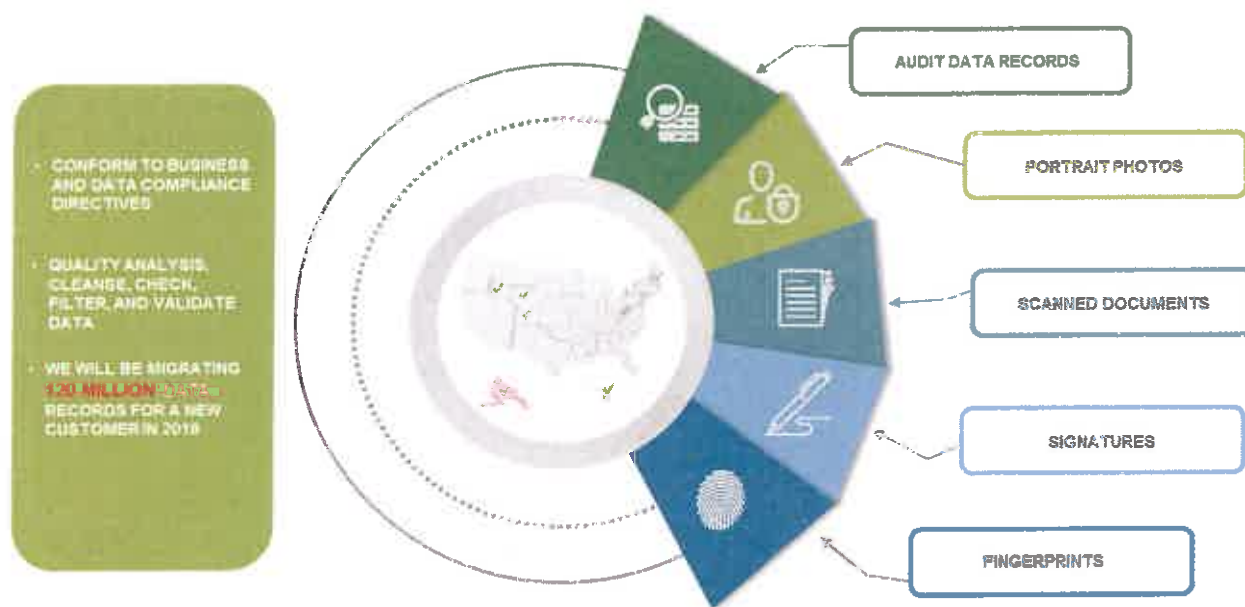 • CONFORM TO BUSINESS
AND DATA COMPLIANCE
DIRECTIVES
• QUALITY ANALYSIS,
CLEANSE, CHECK,
FILTER, AND VALIDATE
DATA
• WE WILL BE MIGRATING
120 MILLION DATA
RECORDS FOR A NEW
CUSTOMER IN
AUDIT DATA RECORDS
PORTRAIT PHOTOS
SCANNED DOCUMENTS
SIGNATURES
FINGERPRINTS